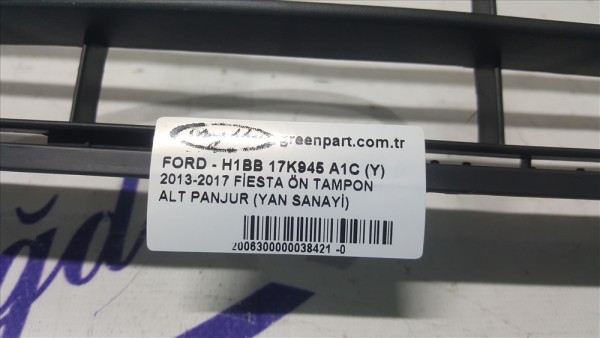 greenpart.com.tr
FORD - H1BB 17K945 A1C (Y)
2013-2017 FİESTA ÖN TAMPON
ALT PANJUR (YAN SANAYİ)
2006300000038421 -0
ğd